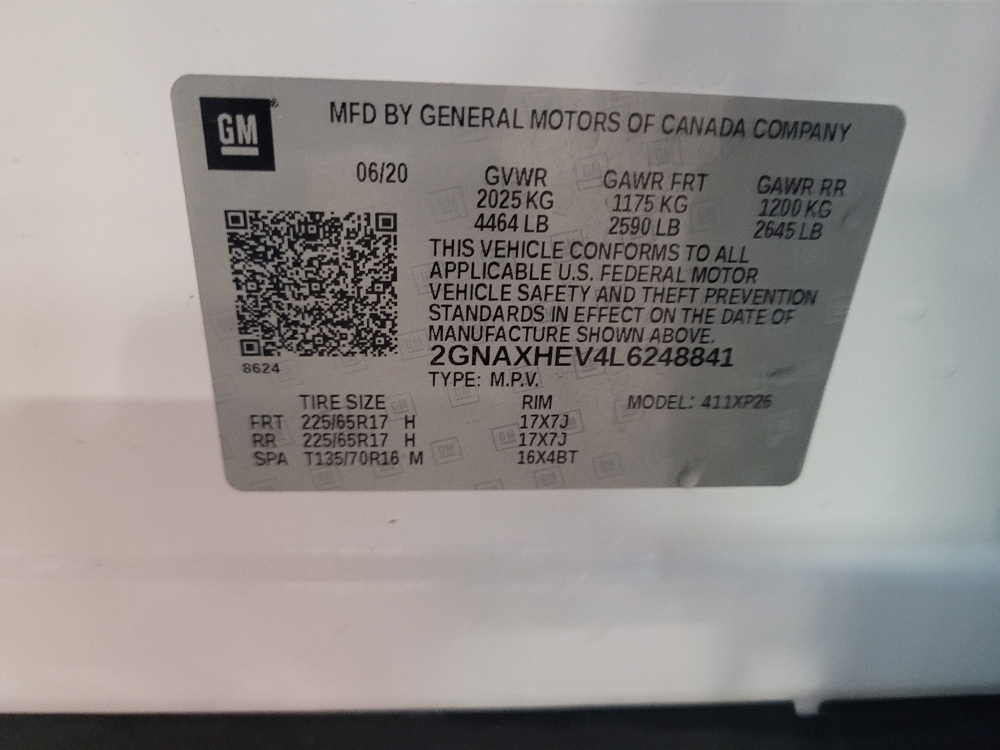 GM
MFD BY GENERAL MOTORS OF CANADA COMPANY
06/20 GVWR GAWR FRT GAWR RR
2025 KG 1175 KG 1200 KG
4464 LB 2590 LB 2645 LB
THIS VEHICLE CONFORMS TO ALL
APPLICABLE U.S. FEDERAL MOTOR
VEHICLE SAFETY AND THEFT PREVENTION
STANDARDS IN EFFECT ON THE DATE OF
MANUFACTURE SHOWN ABOVE.
8624 2GNAXHEV4L6248841
TYPE: M.P.V.
TIRE SIZE RIM MODEL: 411XP26
FRT 225/65R17 H 17X7J
RR 225/65R17 H 17X7J
SPA T135/70R16 M 16X4BT